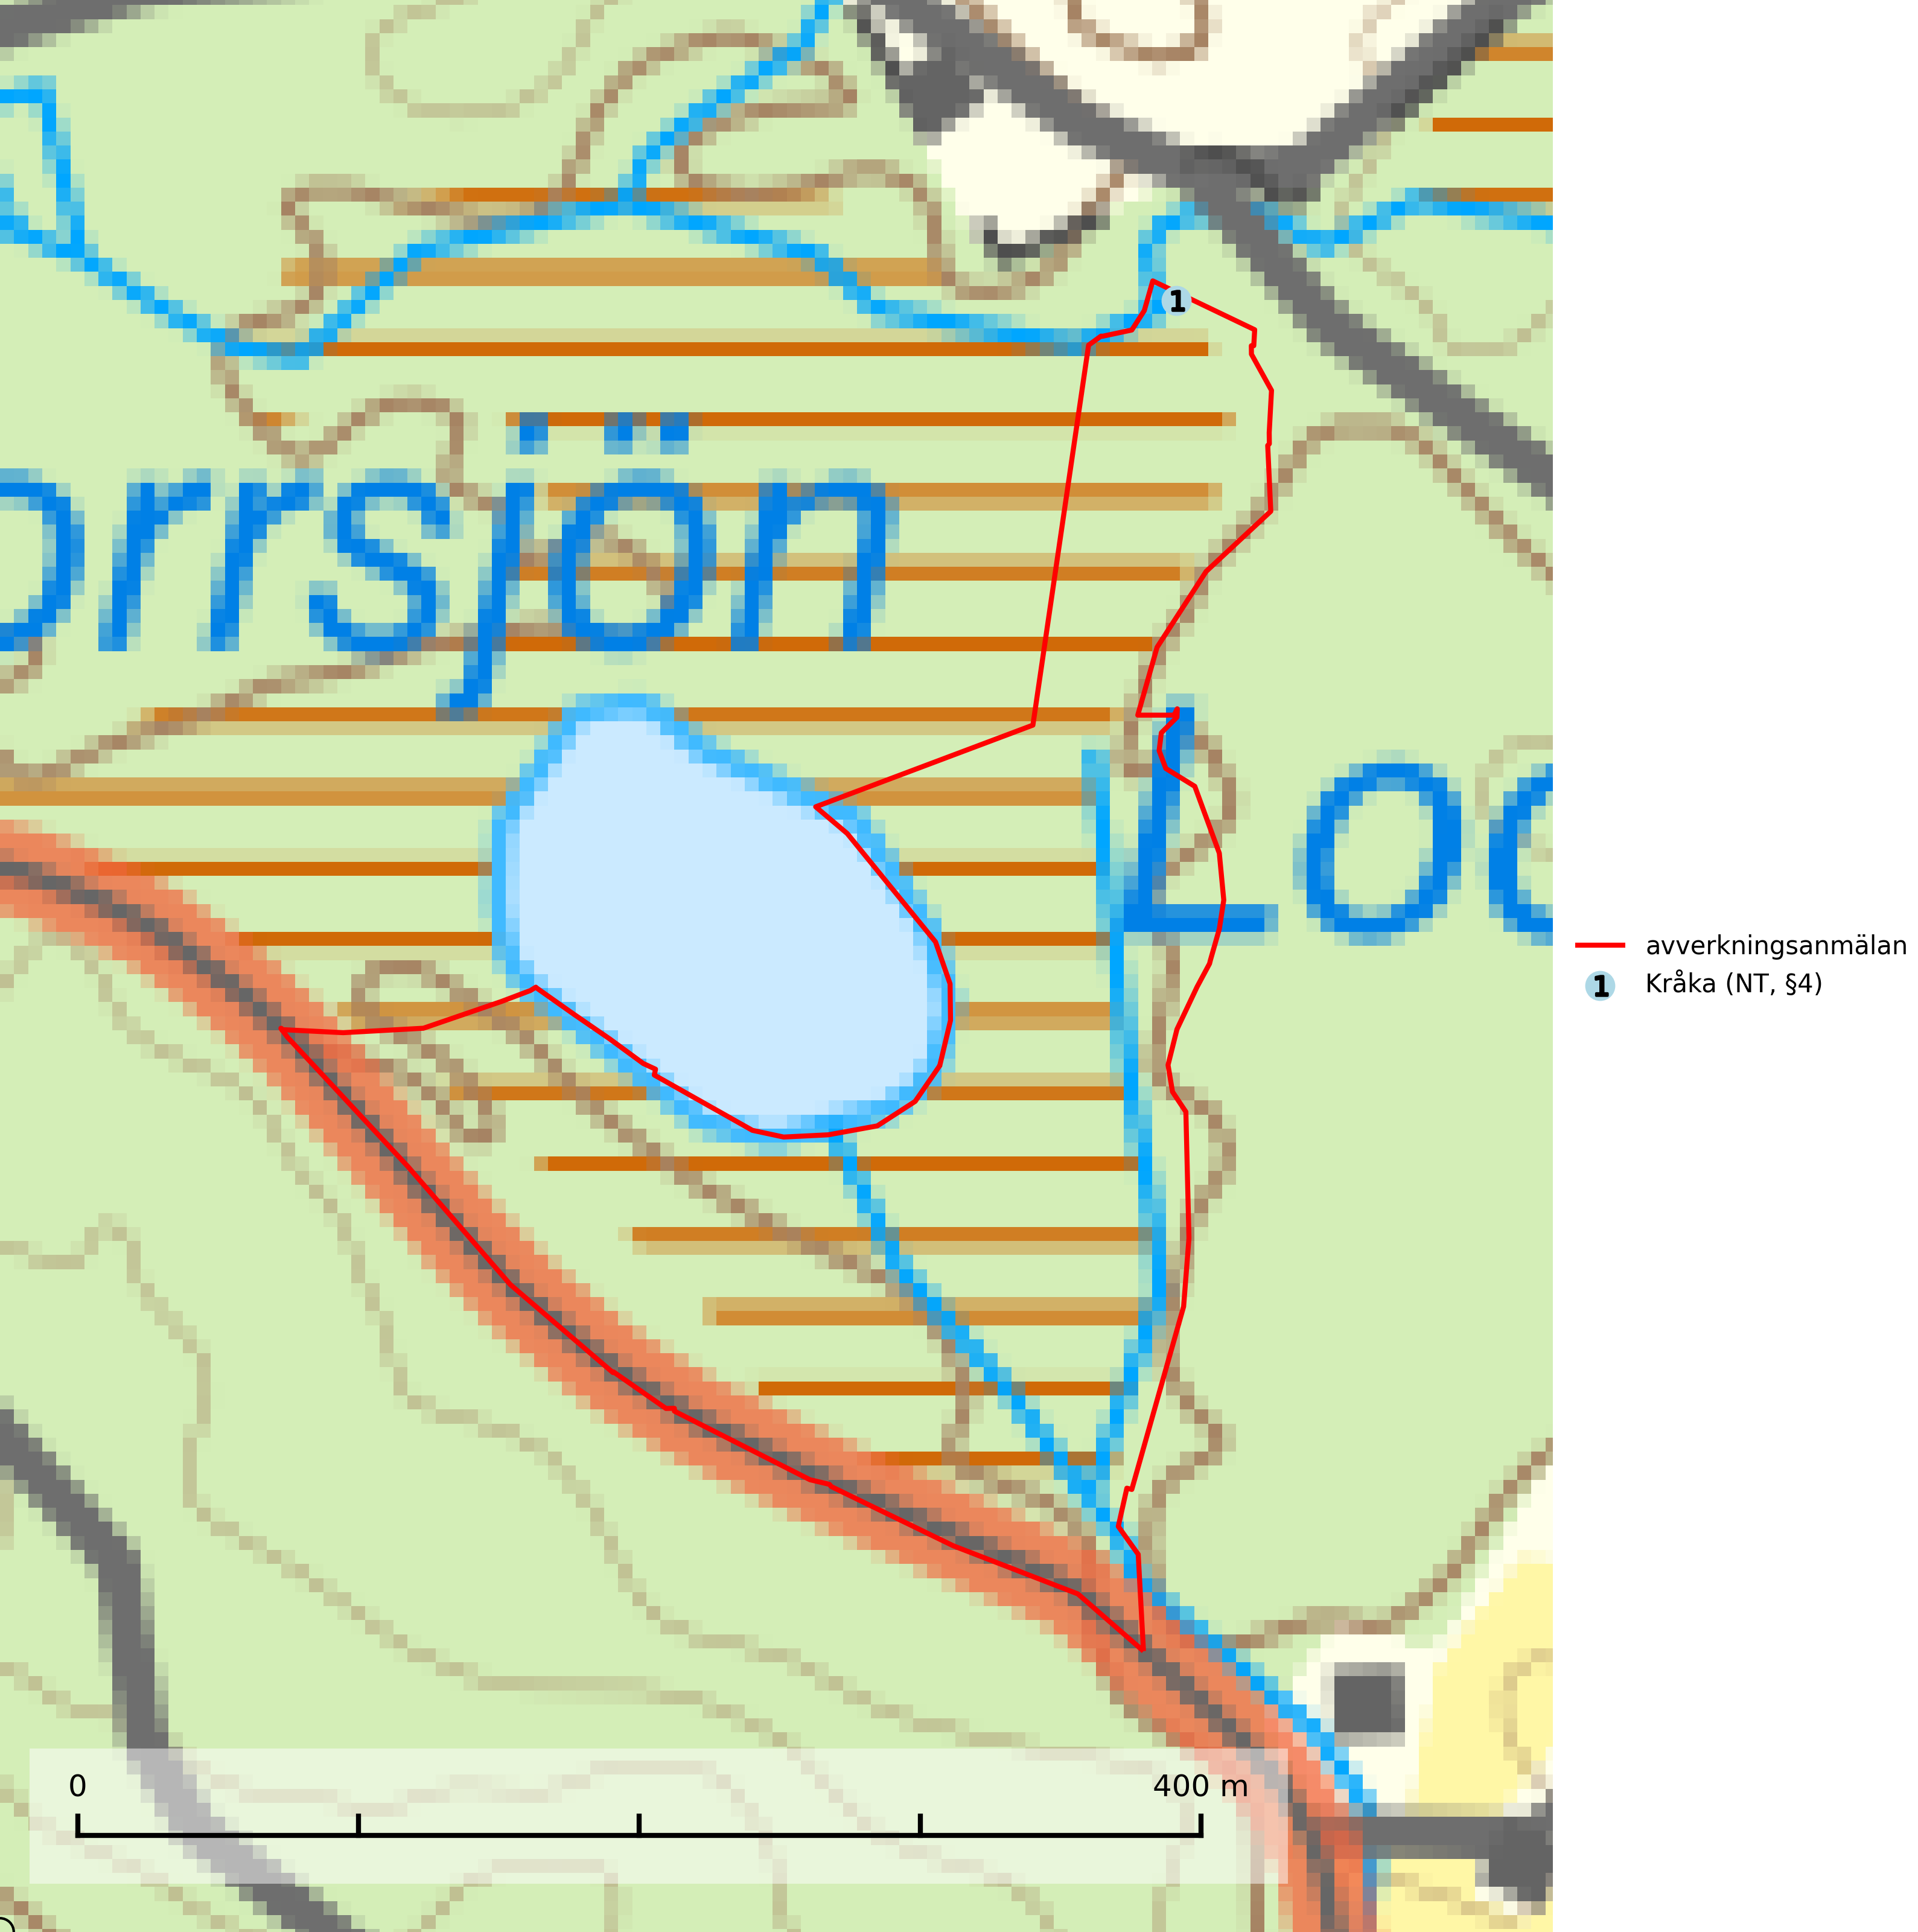 1
orrsjön
Loc
avverkningsanmälan
1 Kråka (NT, §4)
0 400 m